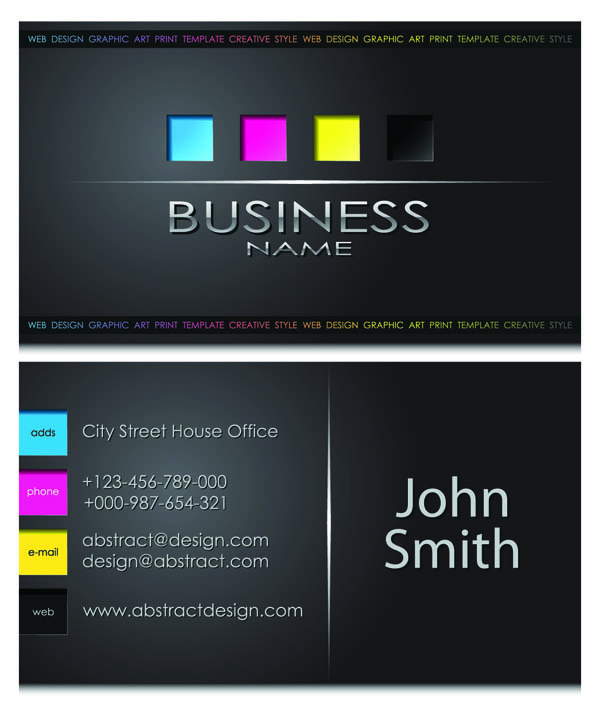 WEB DESIGN GRAPHIC ART PRINT TEMPLATE CREATIVE STYLE WEB DESIGN GRAPHIC ART PRINT TEMPLATE CREATIVE STYLE
BUSINESS
NAME
WEB DESIGN GRAPHIC ART PRINT TEMPLATE CREATIVE STYLE WEB DESIGN GRAPHIC ART PRINT TEMPLATE CREATIVE STYLE
adds City Street House Office
phone +123-456-789-000
+000-987-654-321
e-mail abstract@design.com
design@abstract.com
web www.abstractdesign.com
John
Smith